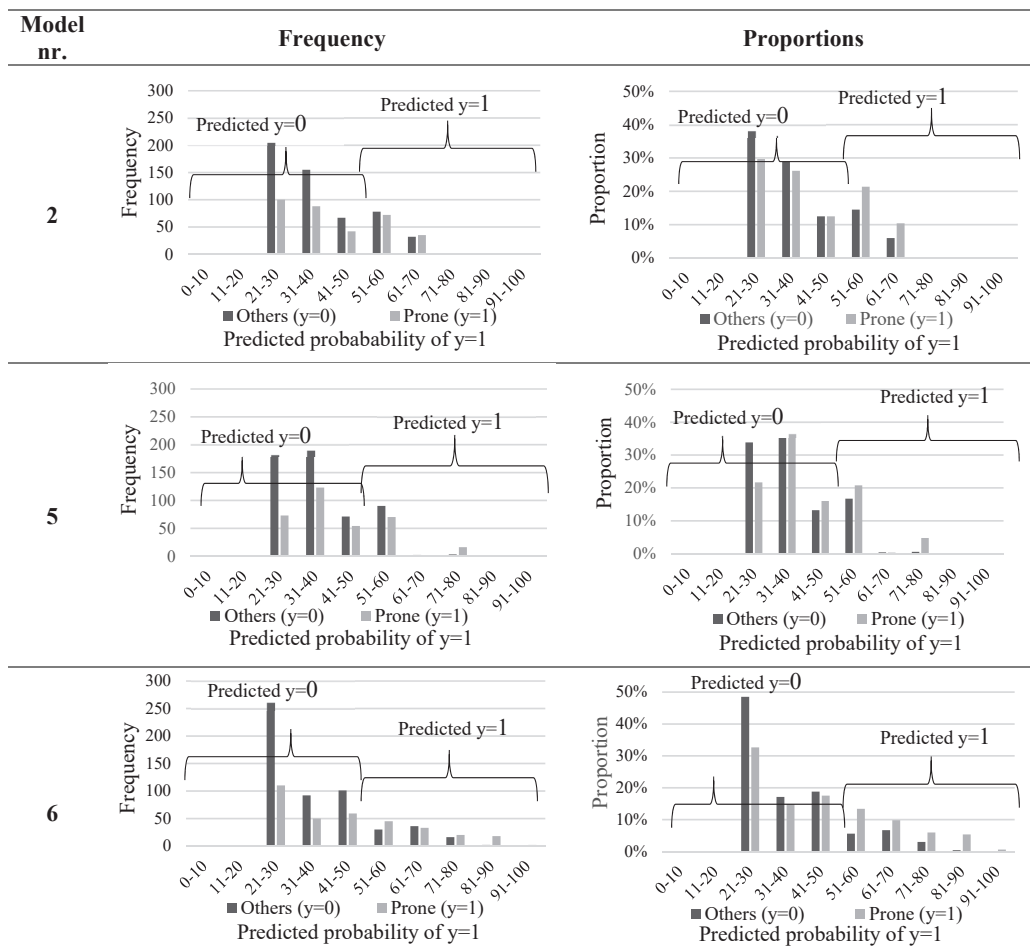 Model nr. Frequency Proportions
2
300
250
200
150
100
50
0
Frequency
Predicted y=0
Predicted y=1
0-10 11-20 21-30 31-40 41-50 51-60 61-70 71-80 81-90 91-100
Others (y=0) Prone (y=1)
Predicted probabability of y=1
50%
40%
30%
20%
10%
0%
Proportion
Predicted y=0
Predicted y=1
0-10 11-20 21-30 31-40 41-50 51-60 61-70 71-80 81-90 91-100
Others (y=0) Prone (y=1)
Predicted probability of y=1
5
300
250
200
150
100
50
0
Frequency
Predicted y=0
Predicted y=1
0-10 11-20 21-30 31-40 41-50 51-60 61-70 71-80 81-90 91-100
Others (y=0) Prone (y=1)
Predicted probability of y=1
50%
40%
30%
20%
10%
0%
Proportion
Predicted y=0
Predicted y=1
0-10 11-20 21-30 31-40 41-50 51-60 61-70 71-80 81-90 91-100
Others (y=0) Prone (y=1)
Predicted probability of y=1
6
300
250
200
150
100
50
0
Frequency
Predicted y=0
Predicted y=1
0-10 11-20 21-30 31-40 41-50 51-60 61-70 71-80 81-90 91-100
Others (y=0) Prone (y=1)
Predicted probability of y=1
50%
40%
30%
20%
10%
0%
Proportion
Predicted y=0
Predicted y=1
0-10 11-20 21-30 31-40 41-50 51-60 61-70 71-80 81-90 91-100
Others (y=0) Prone (y=1)
Predicted probability of y=1